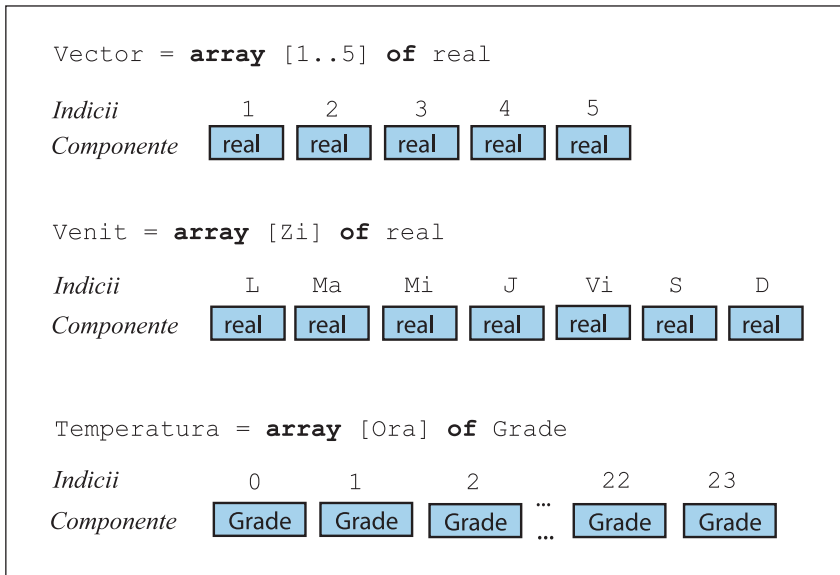 Vector = array [1..5] of real
Indicii 1 2 3 4 5
Componente real real real real real
Venit = array [Zi] of real
Indicii L Ma Mi J Vi S D
Componente real real real real real real real
Temperatura = array [Ora] of Grade
Indicii 0 1 2 ... 22 23
Componente Grade Grade Grade ... Grade Grade